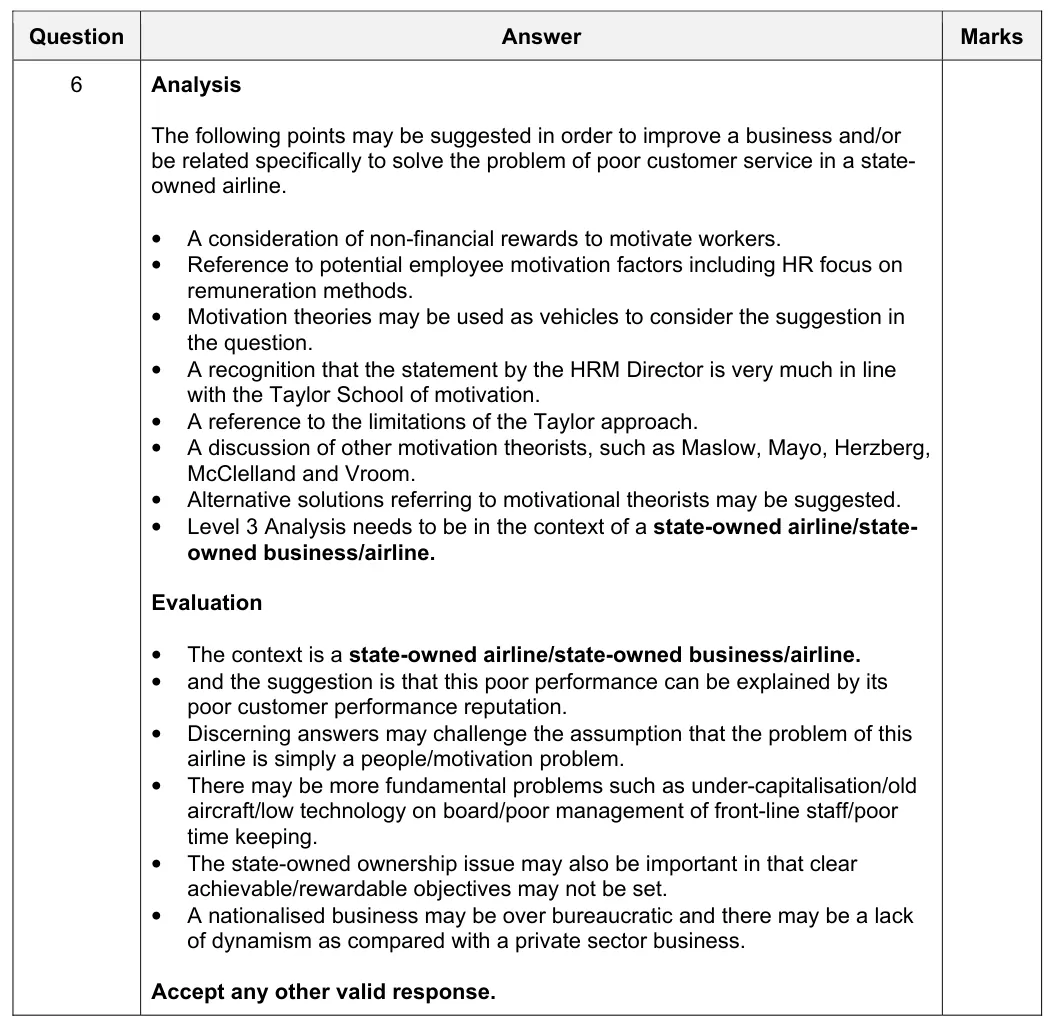 Question Answer Marks
6 Analysis
The following points may be suggested in order to improve a business and/or
be related specifically to solve the problem of poor customer service in a state-
owned airline.
• A consideration of non-financial rewards to motivate workers.
• Reference to potential employee motivation factors including HR focus on
remuneration methods.
• Motivation theories may be used as vehicles to consider the suggestion in
the question.
• A recognition that the statement by the HRM Director is very much in line
with the Taylor School of motivation.
• A reference to the limitations of the Taylor approach.
• A discussion of other motivation theorists, such as Maslow, Mayo, Herzberg,
McClelland and Vroom.
• Alternative solutions referring to motivational theorists may be suggested.
• Level 3 Analysis needs to be in the context of a state-owned airline/state-
owned business/airline.
Evaluation
• The context is a state-owned airline/state-owned business/airline.
• and the suggestion is that this poor performance can be explained by its
poor customer performance reputation.
• Discerning answers may challenge the assumption that the problem of this
airline is simply a people/motivation problem.
• There may be more fundamental problems such as under-capitalisation/old
aircraft/low technology on board/poor management of front-line staff/poor
time keeping.
• The state-owned ownership issue may also be important in that clear
achievable/rewardable objectives may not be set.
• A nationalised business may be over bureaucratic and there may be a lack
of dynamism as compared with a private sector business.
Accept any other valid response.